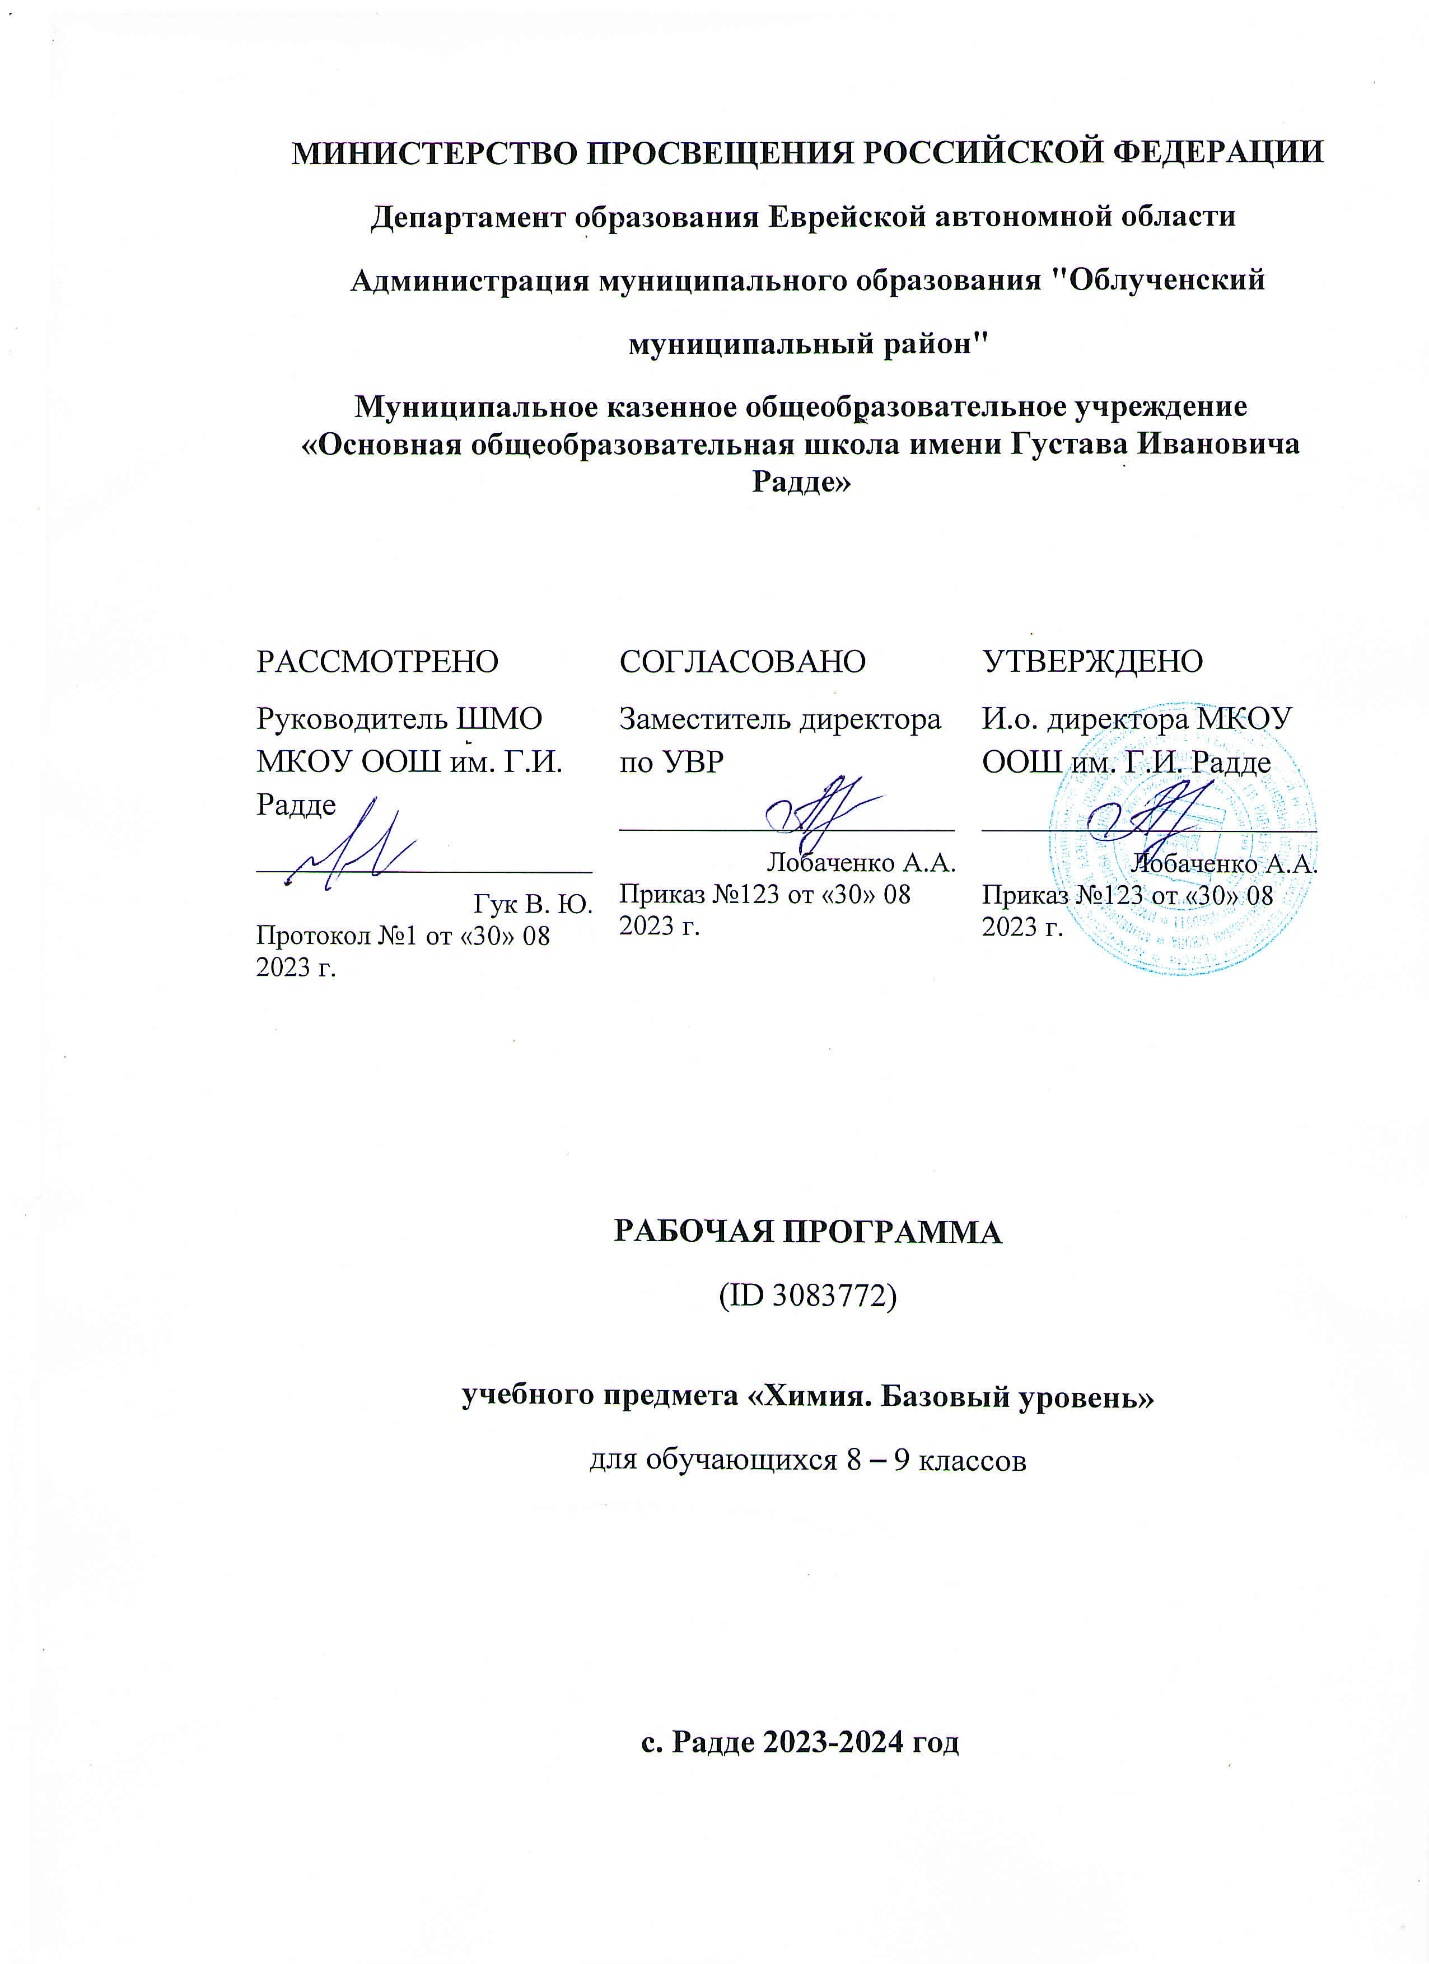 МИНИСТЕРСТВО ПРОСВЕЩЕНИЯ РОССИЙСКОЙ ФЕДЕРАЦИИ
Департамент образования Еврейской автономной области
Администрация муниципального образования "Облученский
муниципальный район"
Муниципальное казенное общеобразовательное учреждение
«Основная общеобразовательная школа имени Густава Ивановича
Радде»
РАССМОТРЕНО
Руководитель ШМО
МКОУ ООШ им. Г.И.
Радде
Гук В. Ю.
Протокол №1 от «30» 08
2023 г.
СОГЛАСОВАНО
Заместитель директора
по УВР
Лобаченко А.А.
Приказ №123 от «30» 08
2023 г.
УТВЕРЖДЕНО
И.о. директора МКОУ
ООШ им. Г.И. Радде
Лобаченко А.А.
Приказ №123 от «30» 08
2023 г.
РАБОЧАЯ ПРОГРАММА
(ID 3083772)
учебного предмета «Химия. Базовый уровень»
для обучающихся 8 – 9 классов
с. Радде 2023-2024 год